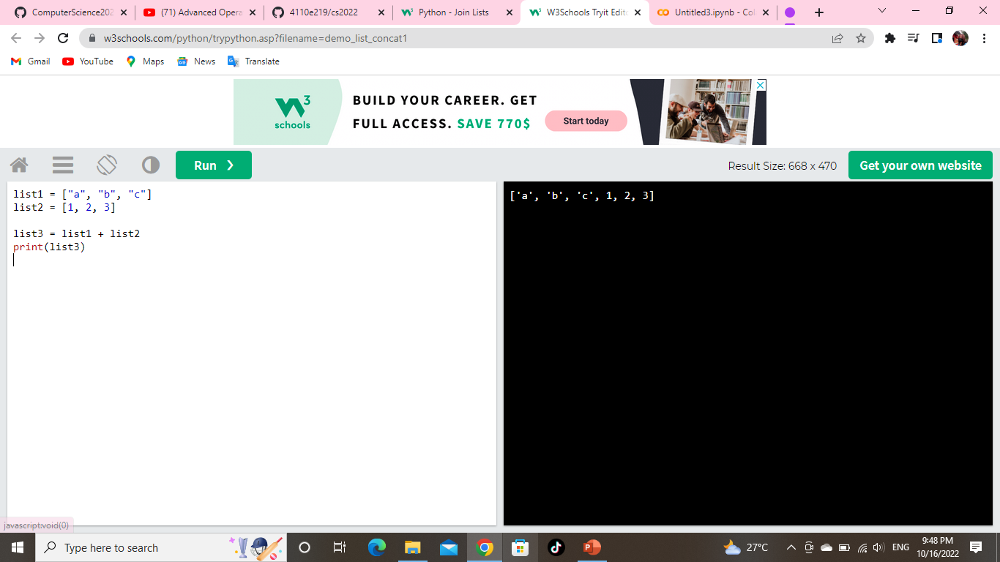 ComputerScience202
(71) Advanced Opera
4110e219/cs2022
Python - Join Lists
W3Schools Tryit Edito
Untitled3.ipynb - Col
w3schools.com/python/trypython.asp?filename=demo_list_concat1
Gmail
YouTube
Maps
News
Translate
W3
schools
BUILD YOUR CAREER. GET
FULL ACCESS. SAVE 770$
Start today
Run ❯
Result Size: 668 x 470
Get your own website
list1 = ["a", "b", "c"]
list2 = [1, 2, 3]
list3 = list1 + list2
print(list3)
['a', 'b', 'c', 1, 2, 3]
javascript:void(0)
Type here to search
27°C
ENG
9:48 PM
10/16/2022